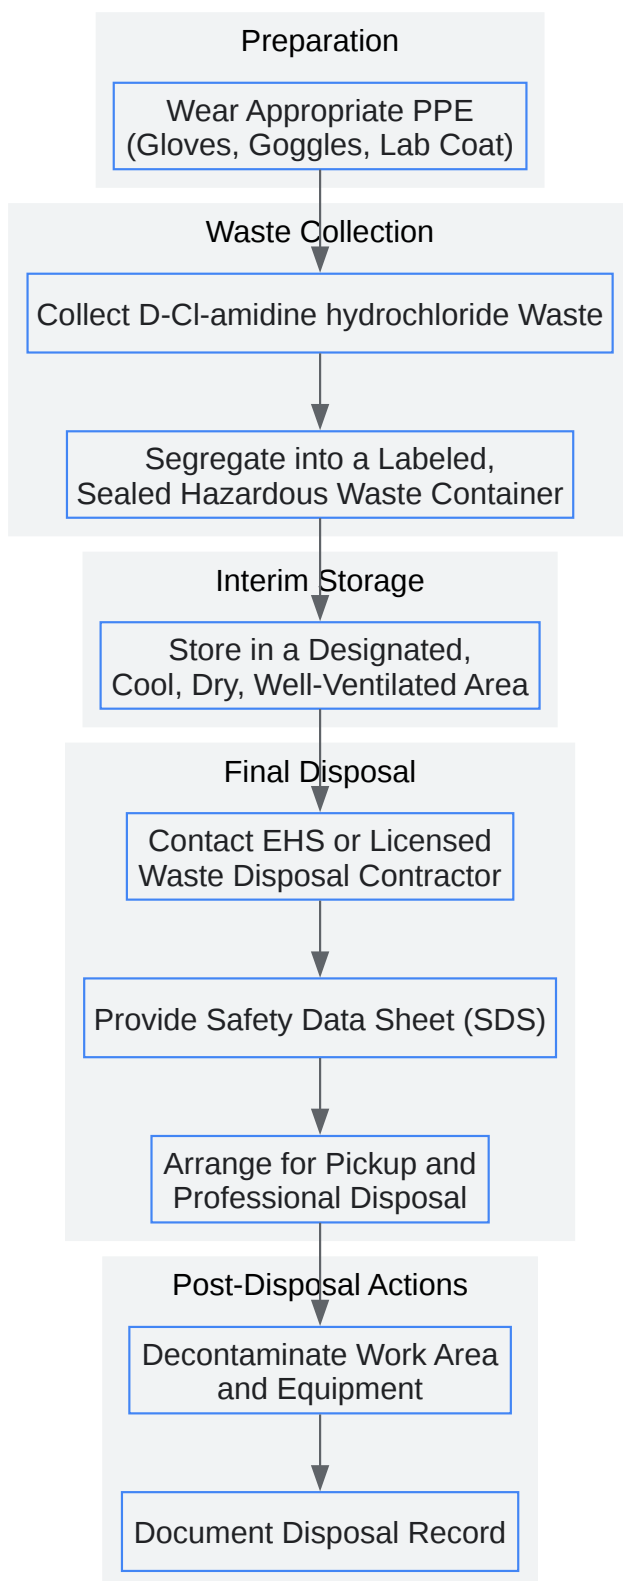 Preparation
Wear Appropriate PPE
(Gloves, Goggles, Lab Coat)
Waste Collection
Collect D-Cl-amidine hydrochloride Waste
Segregate into a Labeled,
Sealed Hazardous Waste Container
Interim Storage
Store in a Designated,
Cool, Dry, Well-Ventilated Area
Final Disposal
Contact EHS or Licensed
Waste Disposal Contractor
Provide Safety Data Sheet (SDS)
Arrange for Pickup and
Professional Disposal
Post-Disposal Actions
Decontaminate Work Area
and Equipment
Document Disposal Record